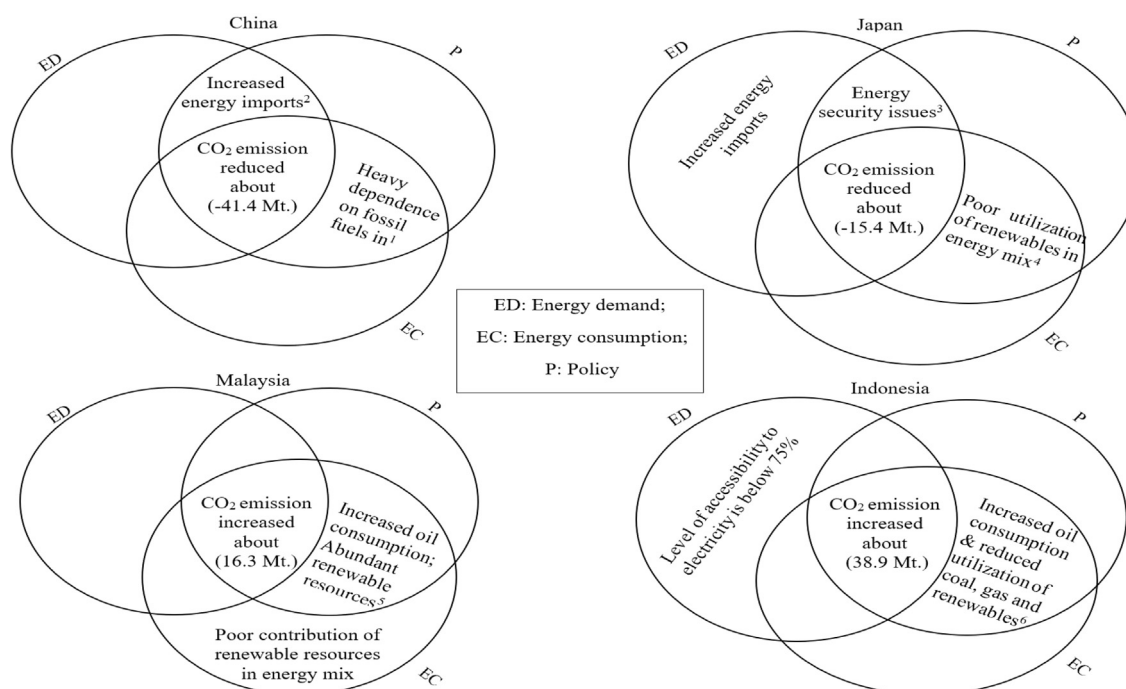 China
ED
P
Increased
energy imports²
CO₂ emission
reduced
about
(-41.4 Mt.)
Heavy
dependence
on fossil
fuels in¹
EC
Japan
ED
P
Increased energy
imports
Energy
security issues³
CO₂ emission
reduced
about
(-15.4 Mt.)
Poor utilization
of renewables in
energy mix⁴
EC
ED: Energy demand;
EC: Energy consumption;
P: Policy
Malaysia
ED
P
CO₂ emission
increased
about
(16.3 Mt.)
Increased oil
consumption;
Abundant
renewable
resources⁵
Poor contribution of
renewable resources
in energy mix
EC
Indonesia
ED
P
Level of accessibility to
electricity is below 75%
CO₂ emission
increased
about
(38.9 Mt.)
Increased oil
consumption
& reduced
utilization of
coal, gas and
renewables⁶
EC